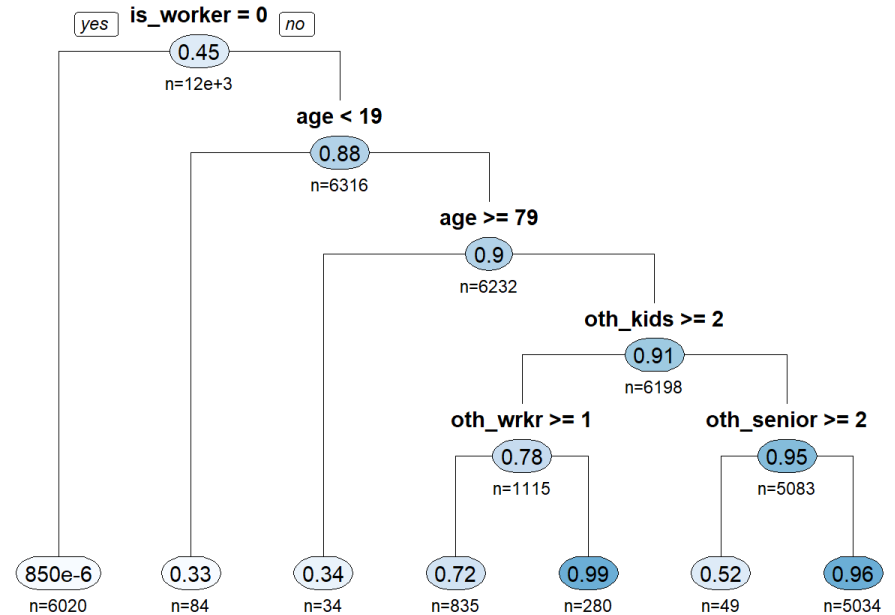 is_worker = 0
yes
no
0.45
n=12e+3
age < 19
0.88
n=6316
age >= 79
0.9
n=6232
oth_kids >= 2
0.91
n=6198
oth_wrkr >= 1
oth_senior >= 2
0.78
0.95
n=1115
n=5083
850e-6
0.33
0.34
0.72
0.99
0.52
0.96
n=6020
n=84
n=34
n=835
n=280
n=49
n=5034